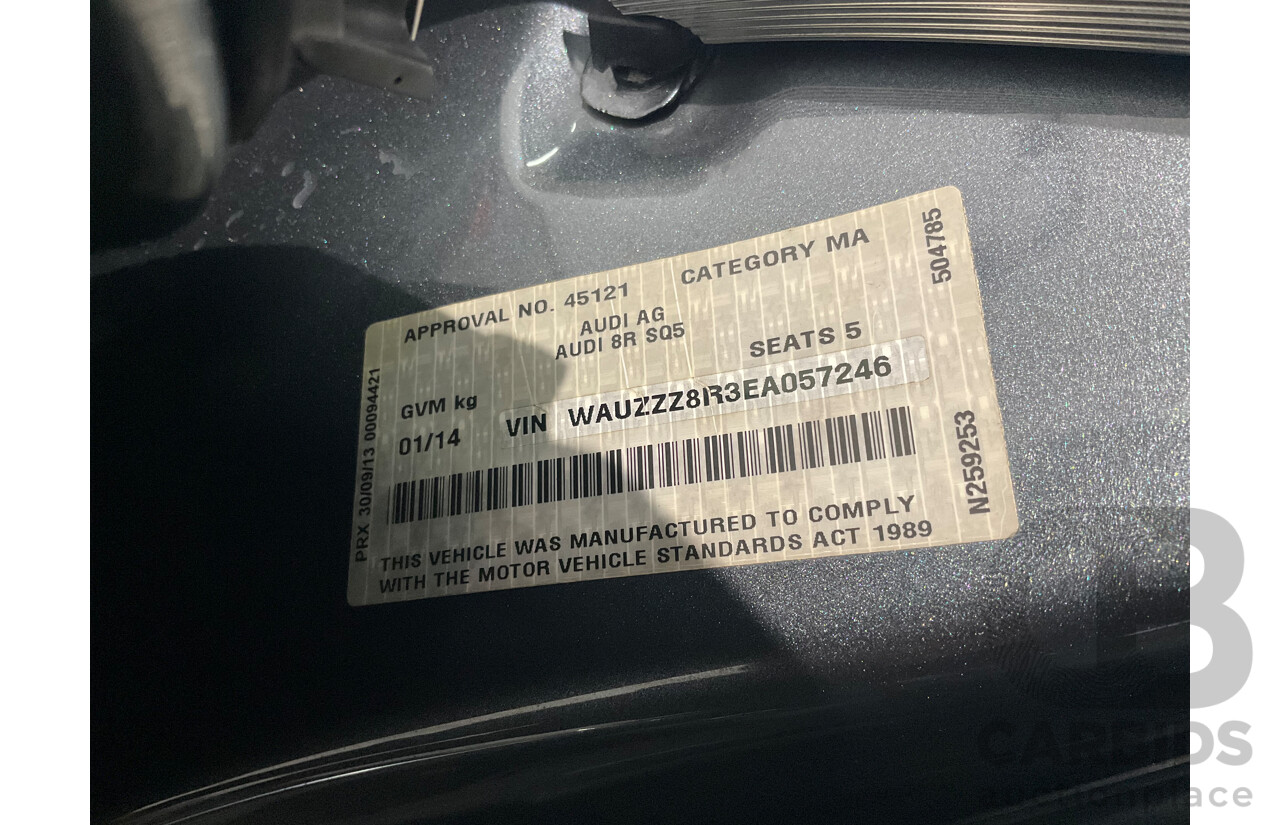 APPROVAL NO. 45121
CATEGORY MA
AUDI AG
AUDI 8R SQ5
SEATS 5
GVM kg
01/14
VIN WAUZZZ8R3EA057246
THIS VEHICLE WAS MANUFACTURED TO COMPLY
WITH THE MOTOR VEHICLE STANDARDS ACT 1989
PRX 30/09/13 00094421
504785
N259253
CARBIDS
auctionplace